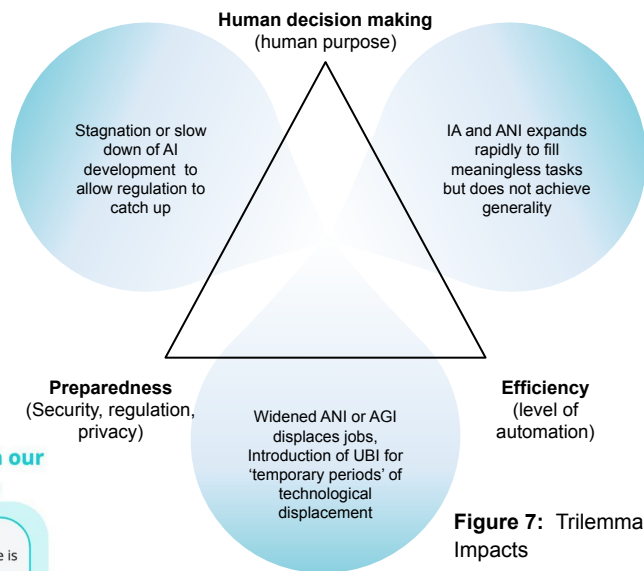 Human decision making
(human purpose)
Stagnation or slow
down of AI
development to
allow regulation to
catch up
IA and ANI expands
rapidly to fill
meaningless tasks
but does not achieve
generality
Preparedness
(Security, regulation,
privacy)
Efficiency
(level of
automation)
Widened ANI or AGI
displaces jobs,
Introduction of UBI for
‘temporary periods’ of
technological
displacement
our
e is
Figure 7: Trilemma
Impacts